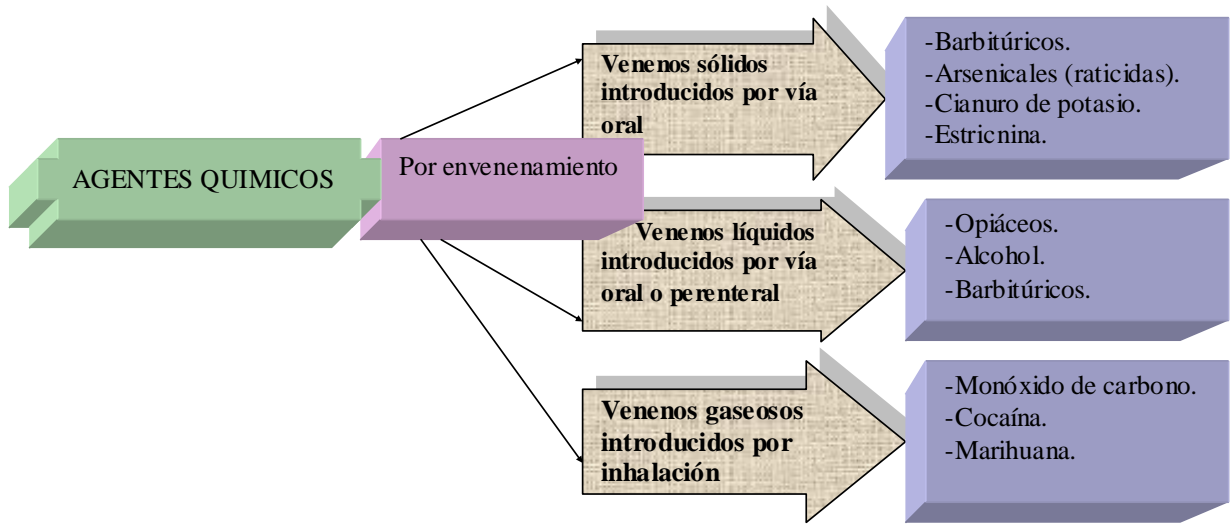 AGENTES QUIMICOS
Por envenenamiento
Venenos sólidos
introducidos por vía
oral
-Barbitúricos.
-Arsenicales (raticidas).
-Cianuro de potasio.
-Estricnina.
Venenos líquidos
introducidos por vía
oral o perenteral
-Opiáceos.
-Alcohol.
-Barbitúricos.
Venenos gaseosos
introducidos por
inhalación
-Monóxido de carbono.
-Cocaína.
-Marihuana.